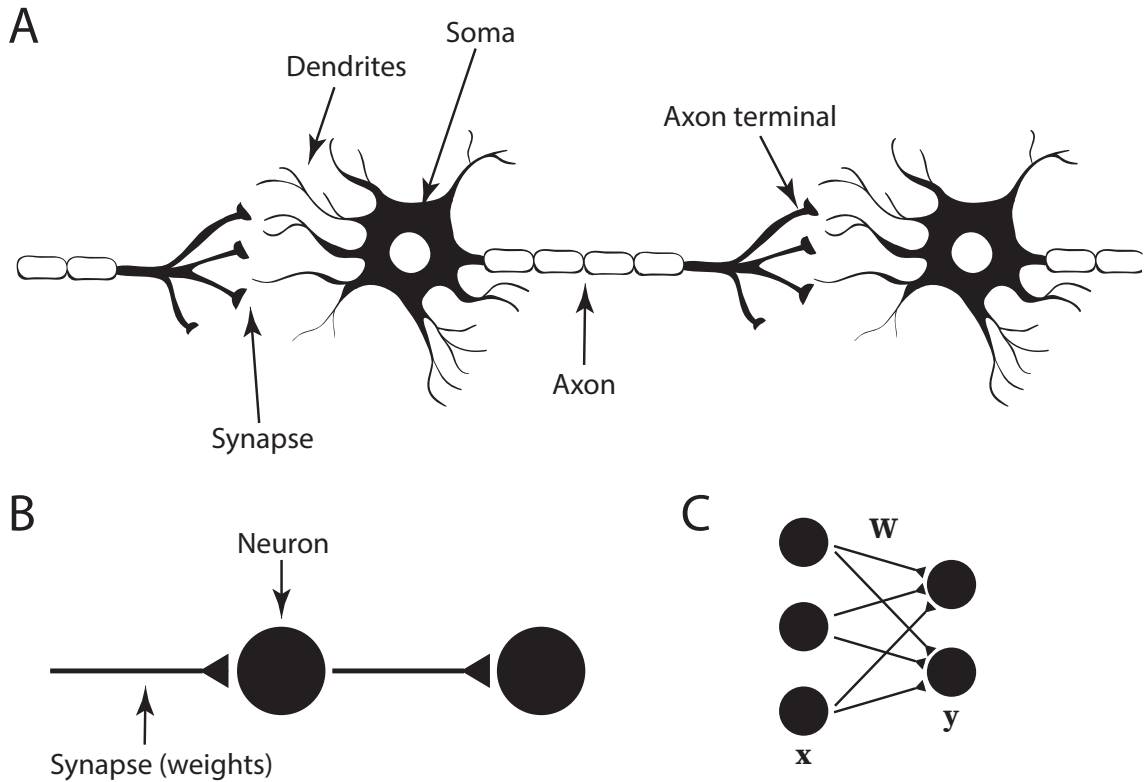 A
Soma
Dendrites
Axon terminal
Axon
Synapse
B
Neuron
Synapse (weights)
C
W
x
y